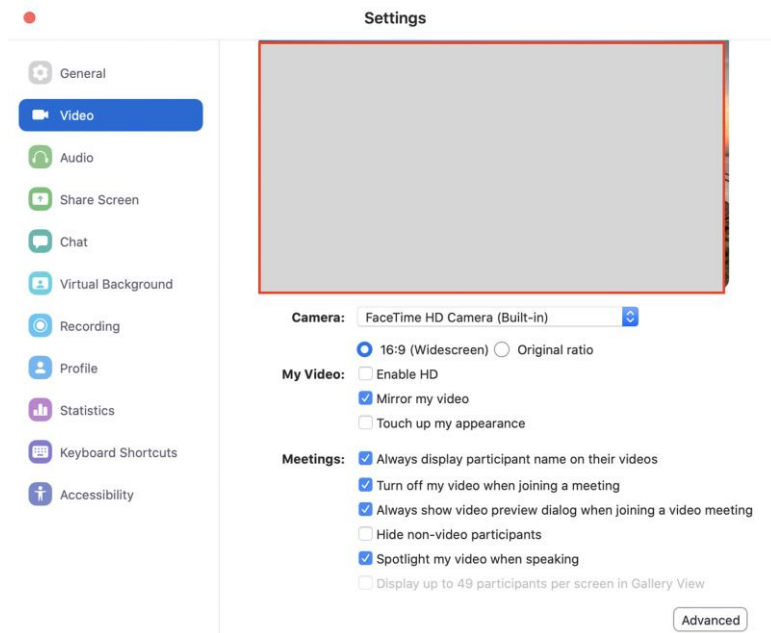 Settings
General
Video
Audio
Share Screen
Chat
Virtual Background
Recording
Profile
Statistics
Keyboard Shortcuts
Accessibility
Camera: FaceTime HD Camera (Built-in)
16:9 (Widescreen) Original ratio
My Video: Enable HD
Mirror my video
Touch up my appearance
Meetings: Always display participant name on their videos
Turn off my video when joining a meeting
Always show video preview dialog when joining a video meeting
Hide non-video participants
Spotlight my video when speaking
Display up to 49 participants per screen in Gallery View
Advanced